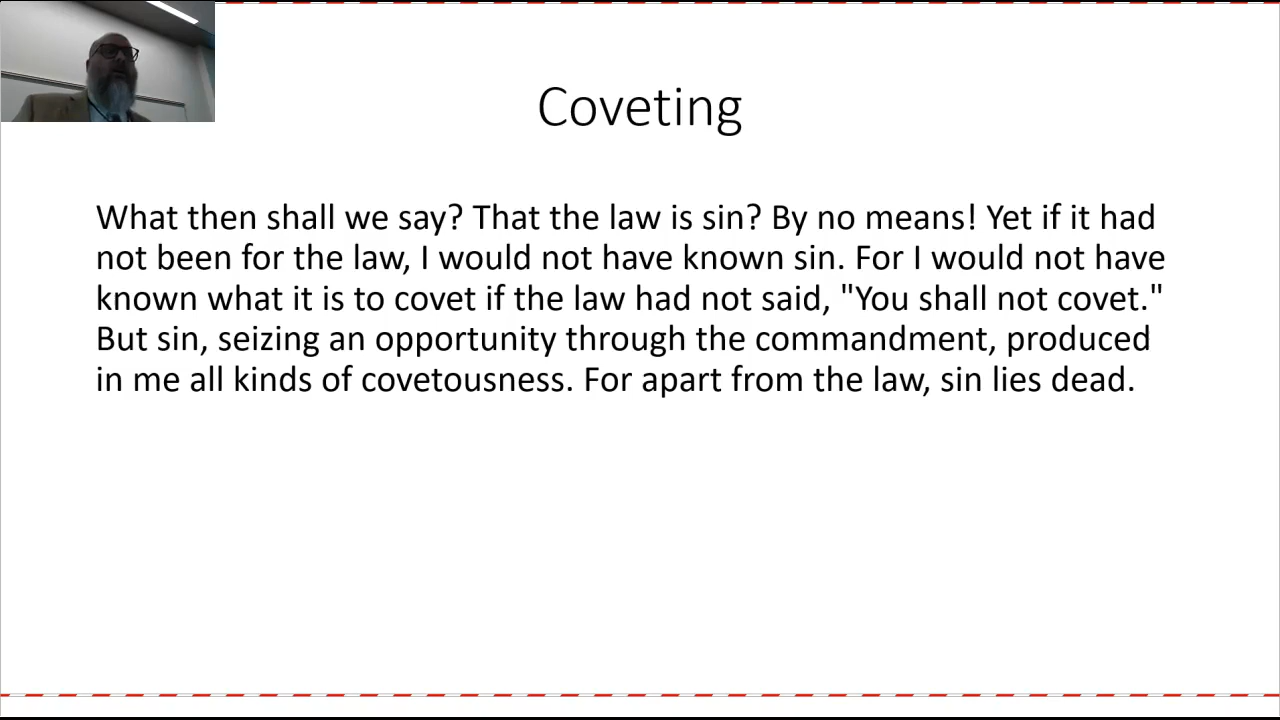 Coveting
What then shall we say? That the law is sin? By no means! Yet if it had
not been for the law, I would not have known sin. For I would not have
known what it is to covet if the law had not said, "You shall not covet."
But sin, seizing an opportunity through the commandment, produced
in me all kinds of covetousness. For apart from the law, sin lies dead.